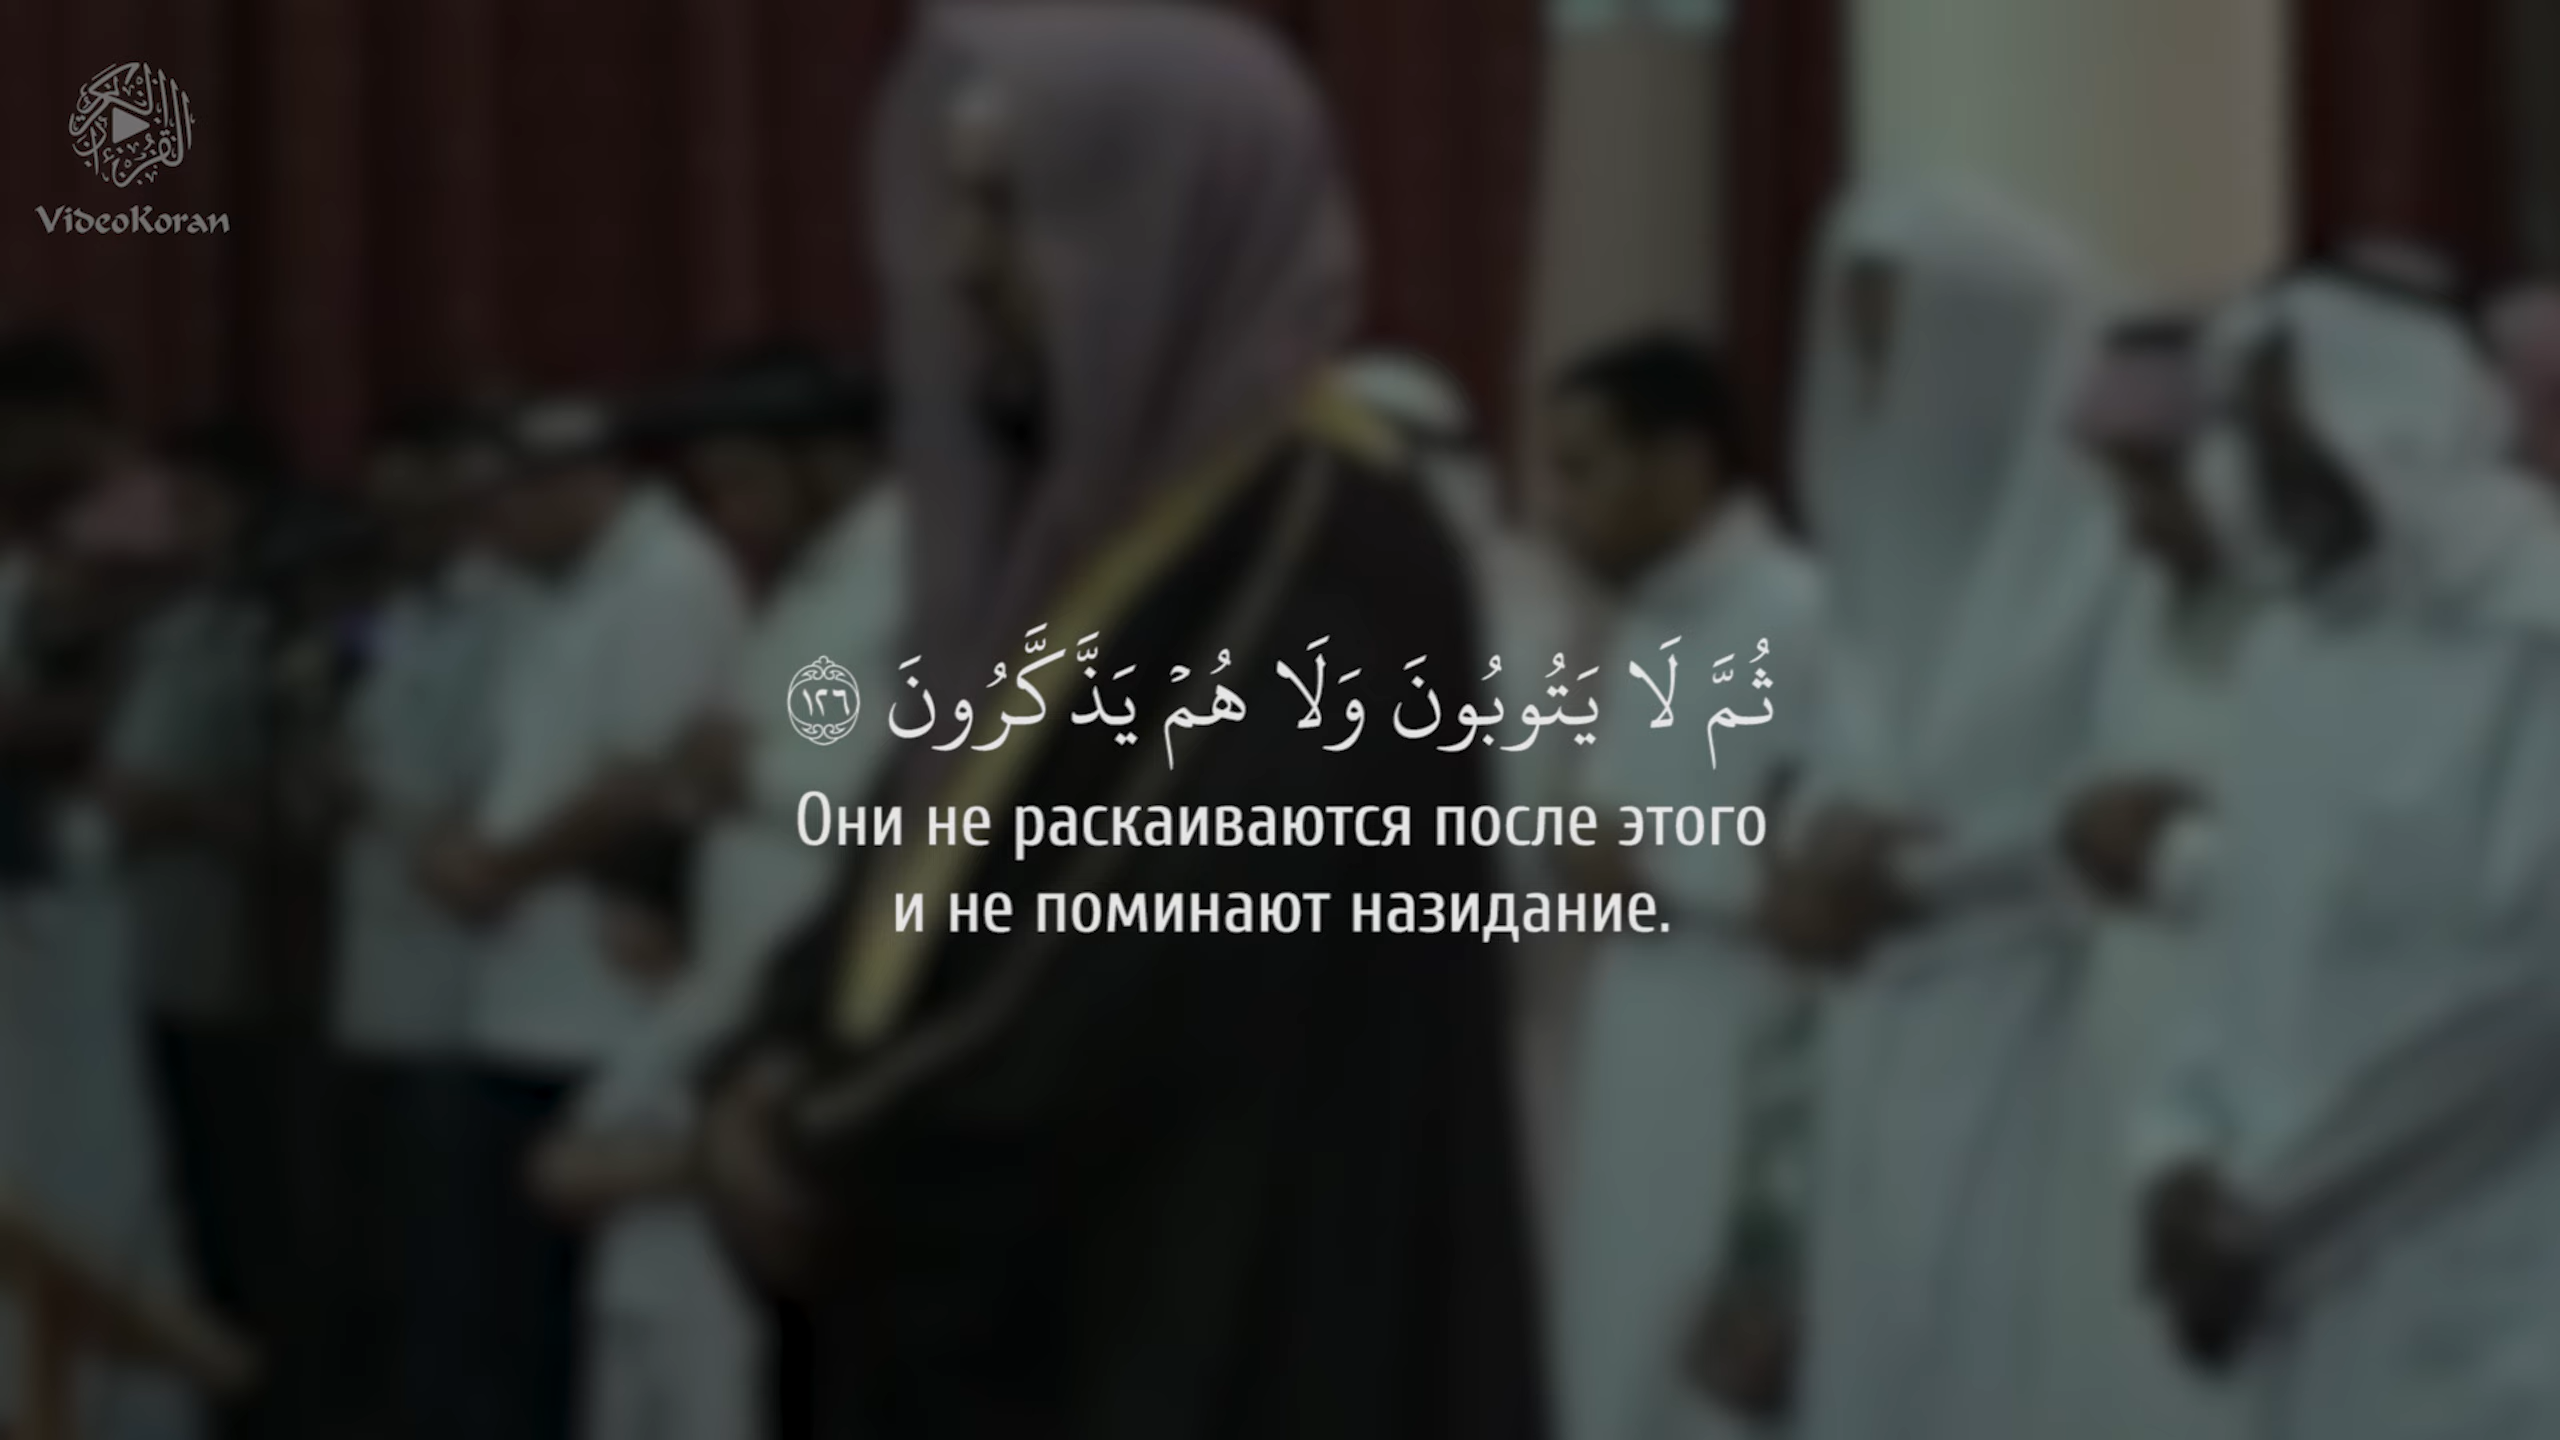 VideoKoran
ثُمَّ لَا يَتُوبُونَ وَلَا هُمْ يَذَّكَّرُونَ ١٢٦
Они не раскаиваются после этого
и не поминают назидание.